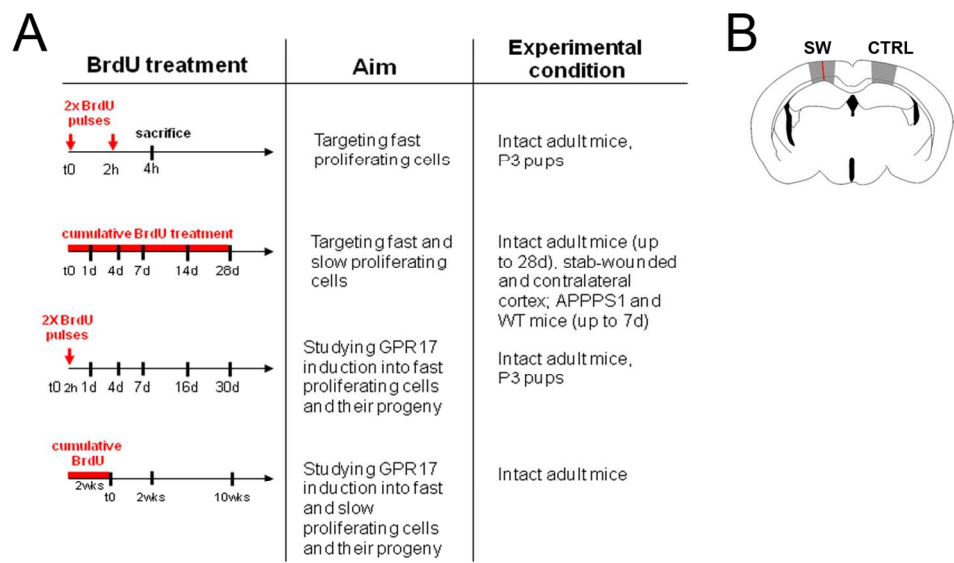 A
B
BrdU treatment
Aim
Experimental
condition
SW
CTRL
2x BrdU
pulses
sacrifice
t0
2h
4h
Targeting fast
proliferating cells
Intact adult mice,
P3 pups
cumulative BrdU treatment
t0
1d
4d
7d
14d
28d
Targeting fast and
slow proliferating
cells
Intact adult mice (up
to 28d), stab-wounded
and contralateral
cortex; APPPS1 and
WT mice (up to 7d)
2X BrdU
pulses
t0
2h
1d
4d
7d
16d
30d
Studying GPR17
induction into fast
proliferating cells
and their progeny
Intact adult mice,
P3 pups
cumulative
BrdU
2wks
t0
2wks
10wks
Studying GPR17
induction into fast
and slow
proliferating cells
and their progeny
Intact adult mice